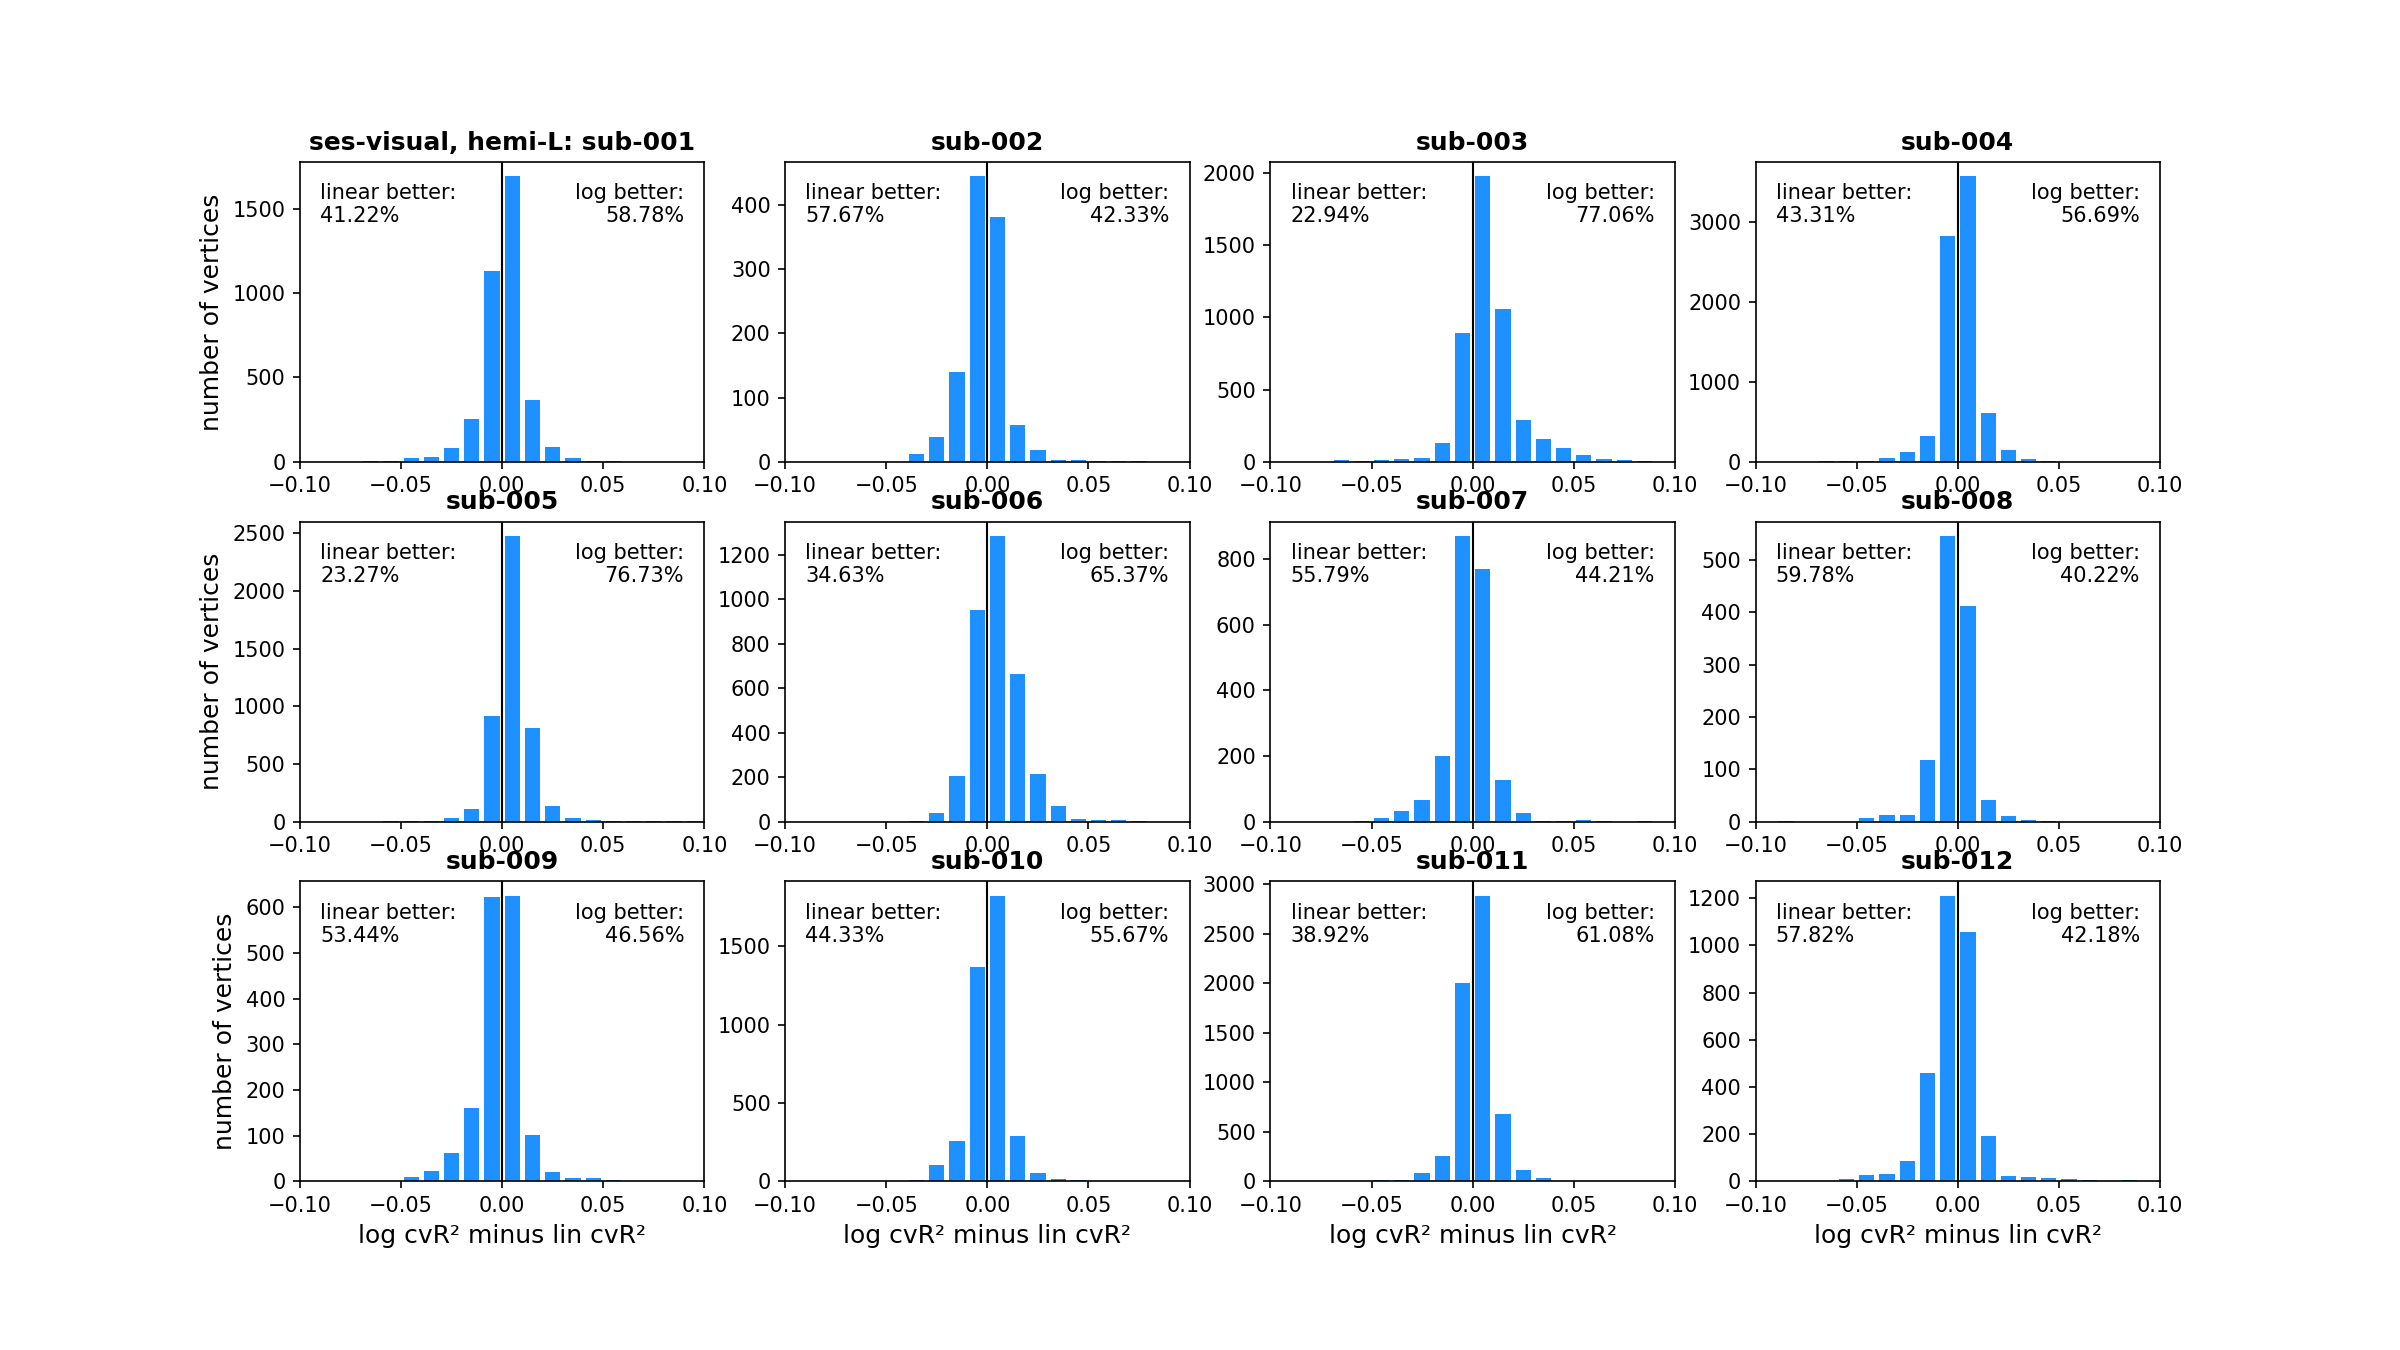 ses-visual, hemi-L: sub-001
linear better:
41.22%
log better:
58.78%
number of vertices
1500
1000
500
0
−0.10 −0.05 0.00 0.05 0.10
sub-002
linear better:
57.67%
log better:
42.33%
400
300
200
100
0
−0.10 −0.05 0.00 0.05 0.10
sub-003
linear better:
22.94%
log better:
77.06%
2000
1500
1000
500
0
−0.10 −0.05 0.00 0.05 0.10
sub-004
linear better:
43.31%
log better:
56.69%
3000
2000
1000
0
−0.10 −0.05 0.00 0.05 0.10
sub-005
linear better:
23.27%
log better:
76.73%
number of vertices
2500
2000
1500
1000
500
0
−0.10 −0.05 0.00 0.05 0.10
sub-006
linear better:
34.63%
log better:
65.37%
1200
1000
800
600
400
200
0
−0.10 −0.05 0.00 0.05 0.10
sub-007
linear better:
55.79%
log better:
44.21%
800
600
400
200
0
−0.10 −0.05 0.00 0.05 0.10
sub-008
linear better:
59.78%
log better:
40.22%
500
400
300
200
100
0
−0.10 −0.05 0.00 0.05 0.10
sub-009
linear better:
53.44%
log better:
46.56%
number of vertices
600
500
400
300
200
100
0
−0.10 −0.05 0.00 0.05 0.10
log cvR² minus lin cvR²
sub-010
linear better:
44.33%
log better:
55.67%
1500
1000
500
0
−0.10 −0.05 0.00 0.05 0.10
log cvR² minus lin cvR²
sub-011
linear better:
38.92%
log better:
61.08%
3000
2500
2000
1500
1000
500
0
−0.10 −0.05 0.00 0.05 0.10
log cvR² minus lin cvR²
sub-012
linear better:
57.82%
log better:
42.18%
1200
1000
800
600
400
200
0
−0.10 −0.05 0.00 0.05 0.10
log cvR² minus lin cvR²